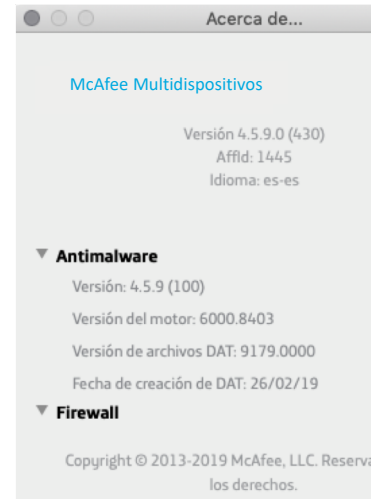 Acerca de...
McAfee Multidispositivos
Versión 4.5.9.0 (430)
AffId: 1445
Idioma: es-es
Antimalware
Versión: 4.5.9 (100)
Versión del motor: 6000.8403
Versión de archivos DAT: 9179.0000
Fecha de creación de DAT: 26/02/19
Firewall
Copyright © 2013-2019 McAfee, LLC. Reserva
los derechos.